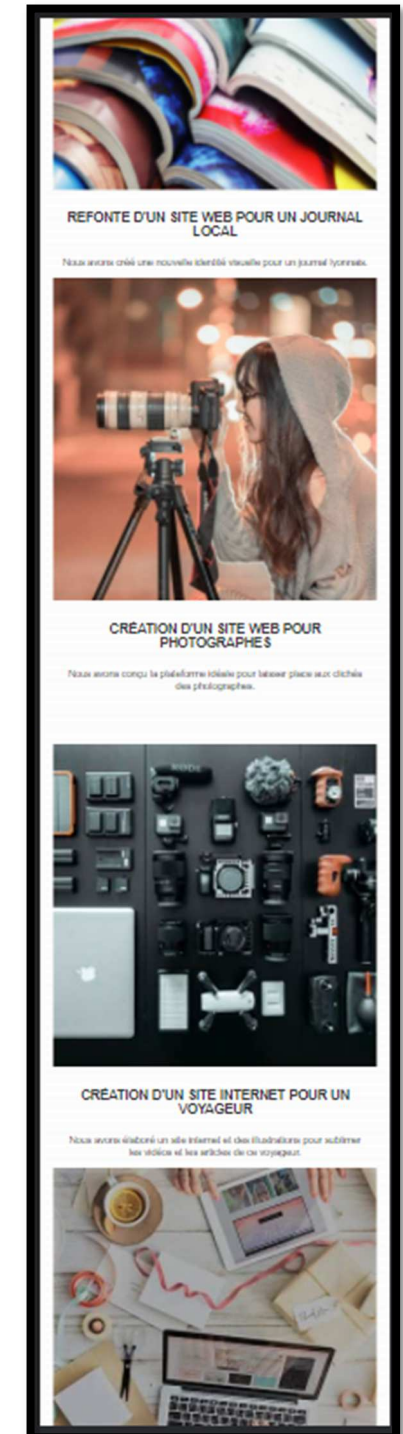 REFONTE D'UN SITE WEB POUR UN JOURNAL
LOCAL
Nous avons créé une nouvelle identité visuelle pour un journal lyonnais.
CRÉATION D'UN SITE WEB POUR
PHOTOGRAPHES
Nous avons conçu la plateforme idéale pour laisser place aux clichés
des photographes.
CRÉATION D'UN SITE INTERNET POUR UN
VOYAGEUR
Nous avons élaboré un site internet et des illustrations pour sublimer
les vidéos et les articles de ce voyageur.